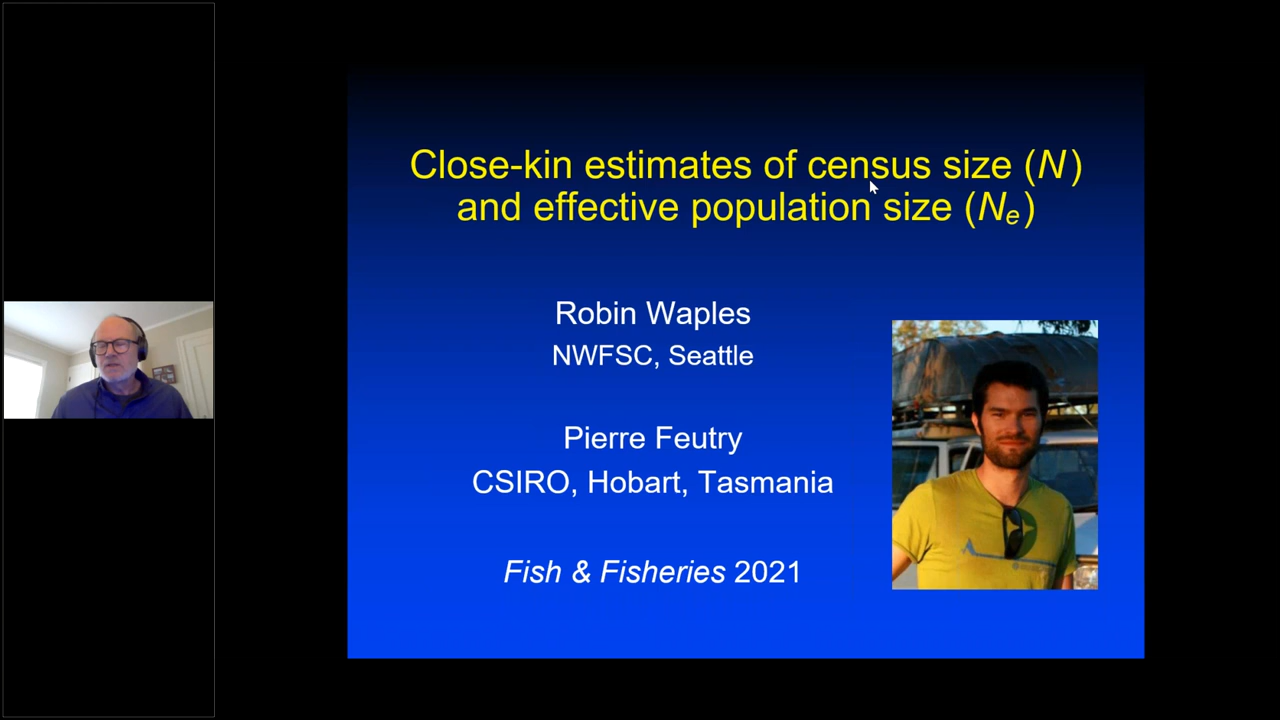 Close-kin estimates of census size (N)
and effective population size (Ne)
Robin Waples
NWFSC, Seattle
Pierre Feutry
CSIRO, Hobart, Tasmania
Fish & Fisheries 2021